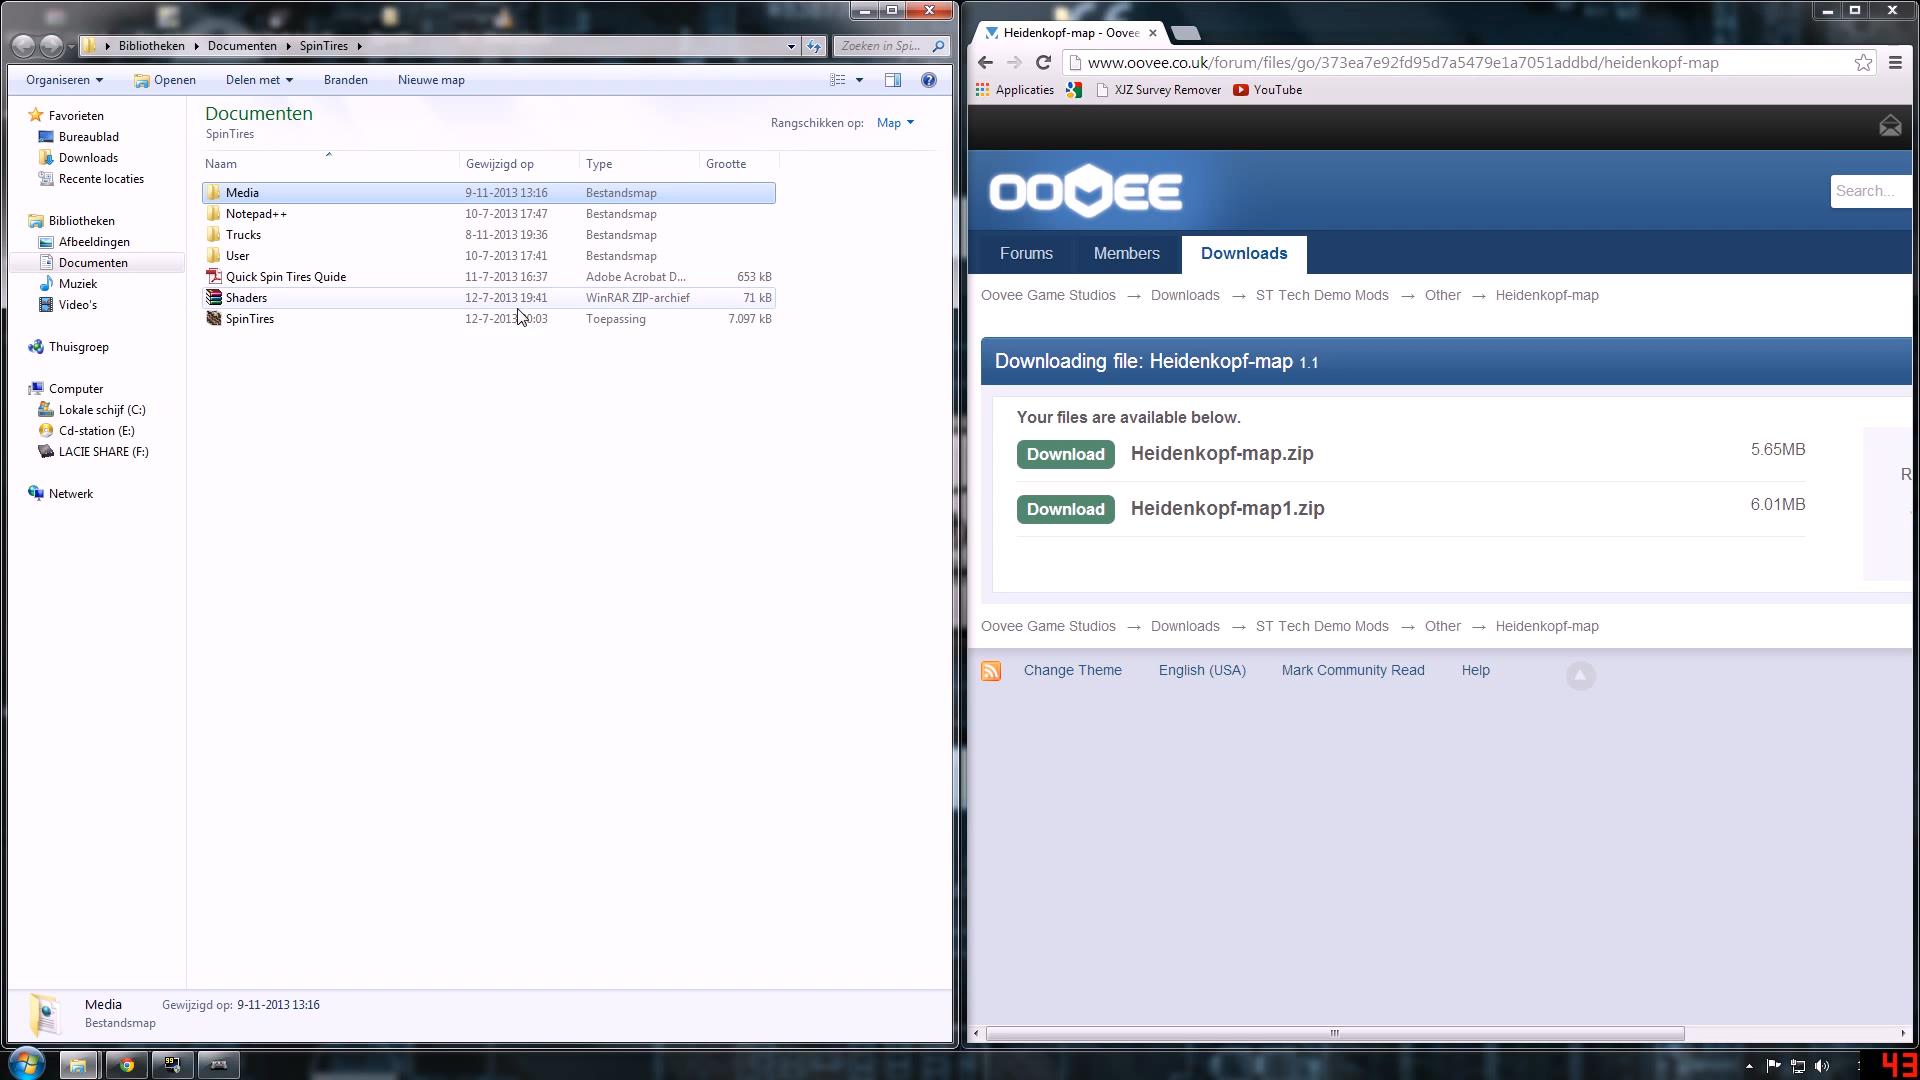 Bibliotheken ▸ Documenten ▸ SpinTires ▸
Zoeken in Spi...
Organiseren Openen Delen met Branden Nieuwe map
Favorieten
Bureaublad
Downloads
Recente locaties
Bibliotheken
Afbeeldingen
Documenten
Muziek
Video's
Thuisgroep
Computer
Lokale schijf (C:)
Cd-station (E:)
LACIE SHARE (F:)
Netwerk
Documenten
SpinTires
Rangschikken op: Map
Naam Gewijzigd op Type Grootte
Media 9-11-2013 13:16 Bestandsmap
Notepad++ 10-7-2013 17:47 Bestandsmap
Trucks 8-11-2013 19:36 Bestandsmap
User 10-7-2013 17:41 Bestandsmap
Quick Spin Tires Quide 11-7-2013 16:37 Adobe Acrobat D... 653 kB
Shaders 12-7-2013 19:41 WinRAR ZIP-archief 71 kB
SpinTires 12-7-2013 Toepassing 7.097 kB
Media Gewijzigd op: 9-11-2013 13:16
Bestandsmap
Heidenkopf-map - Oovee
www.oovee.co.uk/forum/files/go/373ea7e92fd95d7a5479e1a7051addbd/heidenkopf-map
Applicaties XJZ Survey Remover YouTube
OOVEE
Search...
Forums Members Downloads
Oovee Game Studios → Downloads → ST Tech Demo Mods → Other → Heidenkopf-map
Downloading file: Heidenkopf-map 1.1
Your files are available below.
Download Heidenkopf-map.zip 5.65MB
R
Download Heidenkopf-map1.zip 6.01MB
Oovee Game Studios → Downloads → ST Tech Demo Mods → Other → Heidenkopf-map
Change Theme English (USA) Mark Community Read Help
43